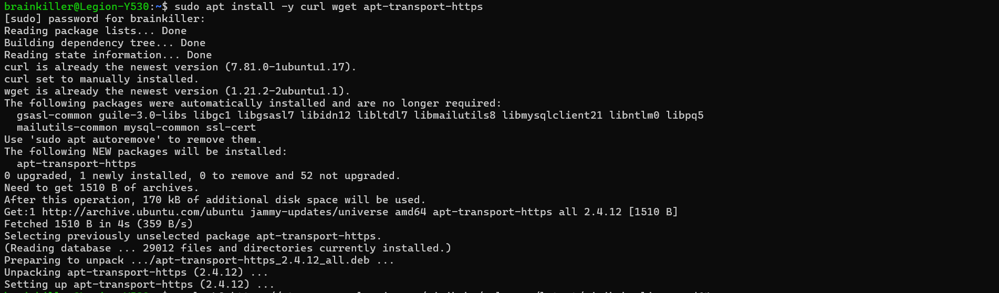 brainkiller@Legion-Y530:~$ sudo apt install -y curl wget apt-transport-https
[sudo] password for brainkiller:
Reading package lists... Done
Building dependency tree... Done
Reading state information... Done
curl is already the newest version (7.81.0-1ubuntu1.17).
curl set to manually installed.
wget is already the newest version (1.21.2-2ubuntu1.1).
The following packages were automatically installed and are no longer required:
  gsasl-common guile-3.0-libs libgc1 libgsasl7 libidn12 libltdl7 libmailutils8 libmysqlclient21 libntlm0 libpq5
  mailutils-common mysql-common ssl-cert
Use 'sudo apt autoremove' to remove them.
The following NEW packages will be installed:
  apt-transport-https
0 upgraded, 1 newly installed, 0 to remove and 52 not upgraded.
Need to get 1510 B of archives.
After this operation, 170 kB of additional disk space will be used.
Get:1 http://archive.ubuntu.com/ubuntu jammy-updates/universe amd64 apt-transport-https all 2.4.12 [1510 B]
Fetched 1510 B in 4s (359 B/s)
Selecting previously unselected package apt-transport-https.
(Reading database ... 29012 files and directories currently installed.)
Preparing to unpack .../apt-transport-https_2.4.12_all.deb ...
Unpacking apt-transport-https (2.4.12) ...
Setting up apt-transport-https (2.4.12) ...